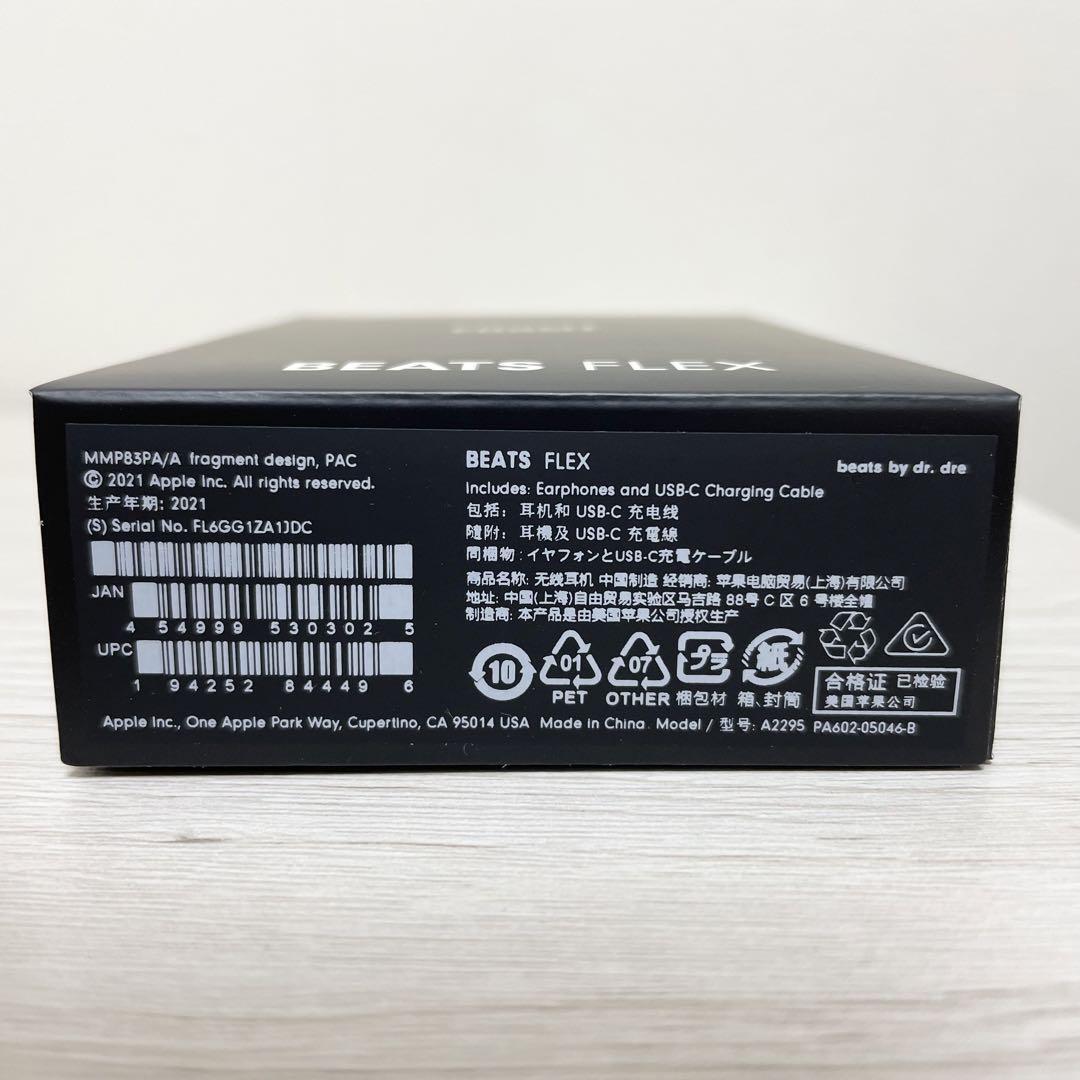 BEATS FLEX
MMP83PA/A fragment design, PAC
© 2021 Apple Inc. All rights reserved.
生产年期: 2021
(S) Serial No. FL6GG1ZA1JDC
JAN
4 54999 530302 5
UPC
1 94252 84449 6
BEATS FLEX
beats by dr. dre
Includes: Earphones and USB-C Charging Cable
包括: 耳机和 USB-C 充电线
隨附: 耳機及 USB-C 充電線
同梱物: イヤフォンとUSB-C充電ケーブル
商品名称: 无线耳机 中国制造 经销商: 苹果电脑贸易(上海)有限公司
地址: 中国(上海)自由贸易实验区马吉路 88号 C 区 6 号楼全幢
制造商: 本产品是由美国苹果公司授权生产
10
01
PET
07
OTHER
プラ
梱包材
紙
箱、封筒
合格证 已检验
美国苹果公司
Apple Inc., One Apple Park Way, Cupertino, CA 95014 USA Made in China. Model / 型号: A2295 PA602-05046-B